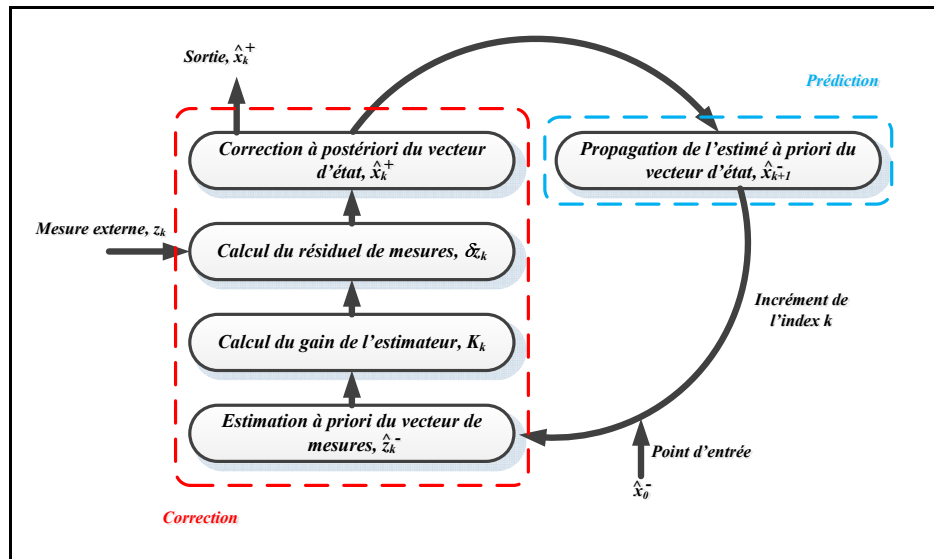 Sortie, x̂ₖ⁺
Prédiction
Correction à postériori du vecteur
d'état, x̂ₖ⁺
Propagation de l'estimé à priori du
vecteur d'état, x̂ₖ₊₁⁻
Mesure externe, zₖ
Calcul du résiduel de mesures, δzₖ
Incrément de
l'index k
Calcul du gain de l'estimateur, Kₖ
Estimation à priori du vecteur de
mesures, ẑₖ⁻
Point d'entrée
x̂₀⁻
Correction